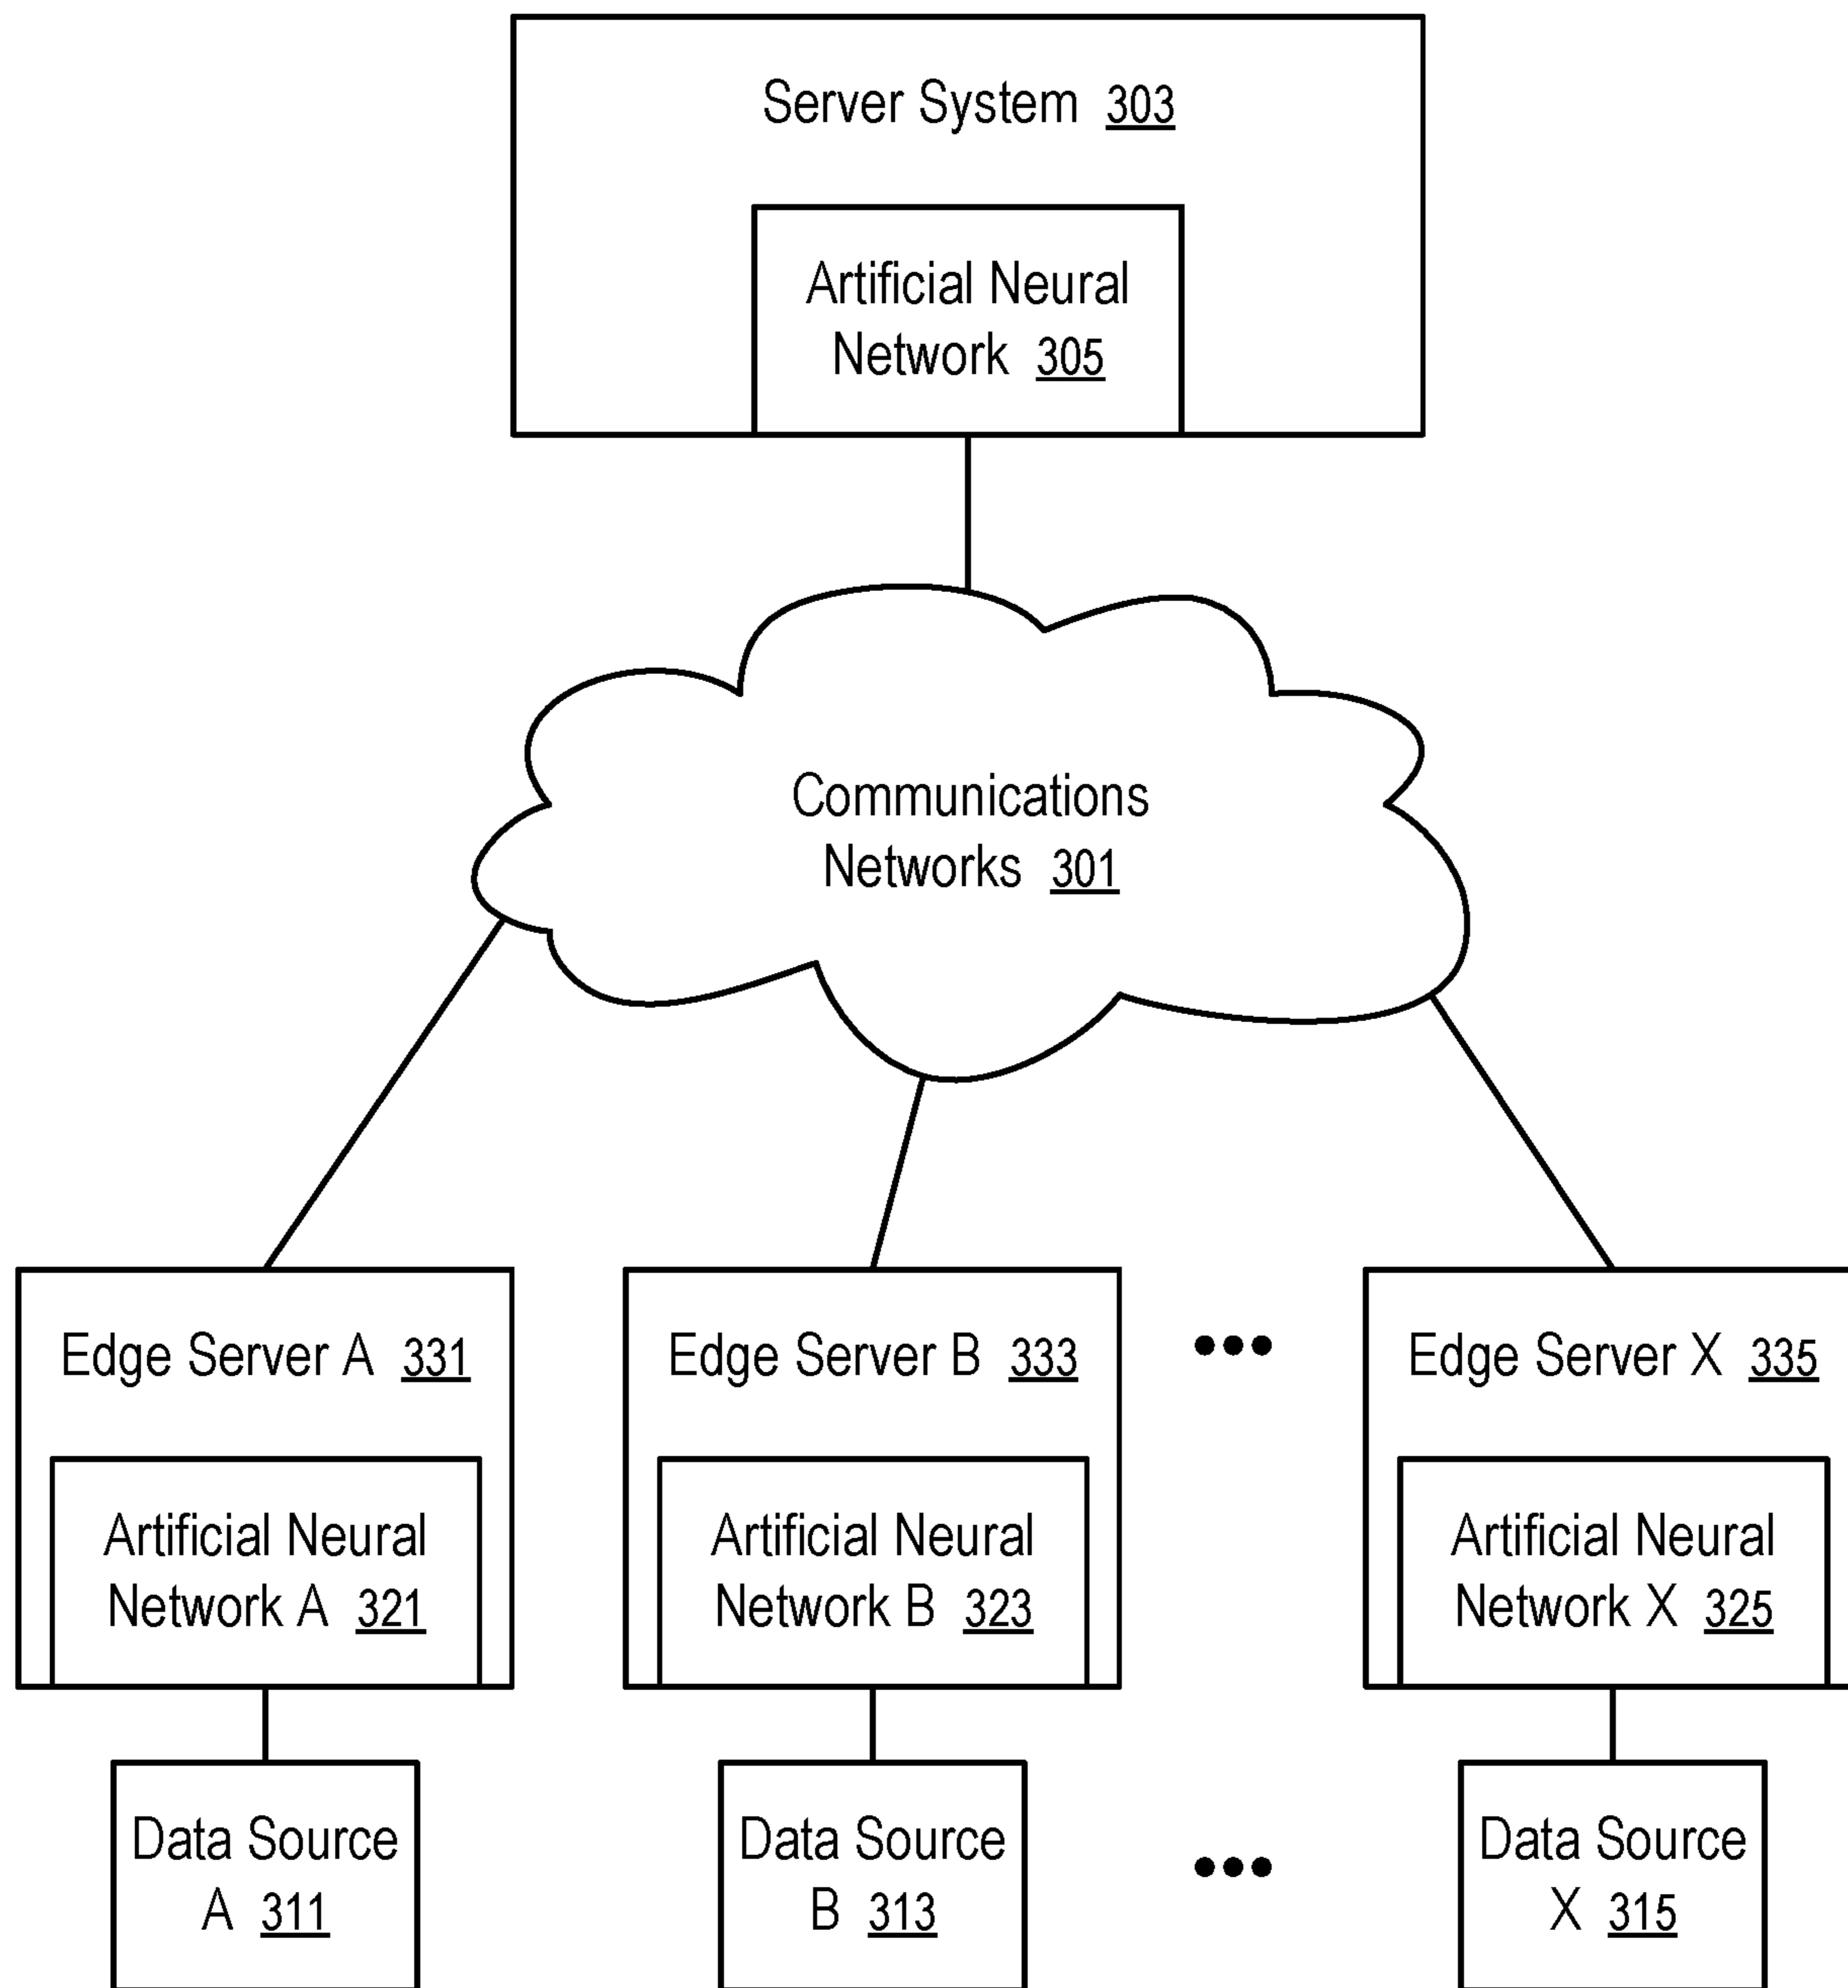 Server System 303
Artificial Neural
Network 305
Communications
Networks 301
Edge Server A 331
Artificial Neural
Network A 321
Data Source
A 311
Edge Server B 333
Artificial Neural
Network B 323
Data Source
B 313
Edge Server X 335
Artificial Neural
Network X 325
Data Source
X 315